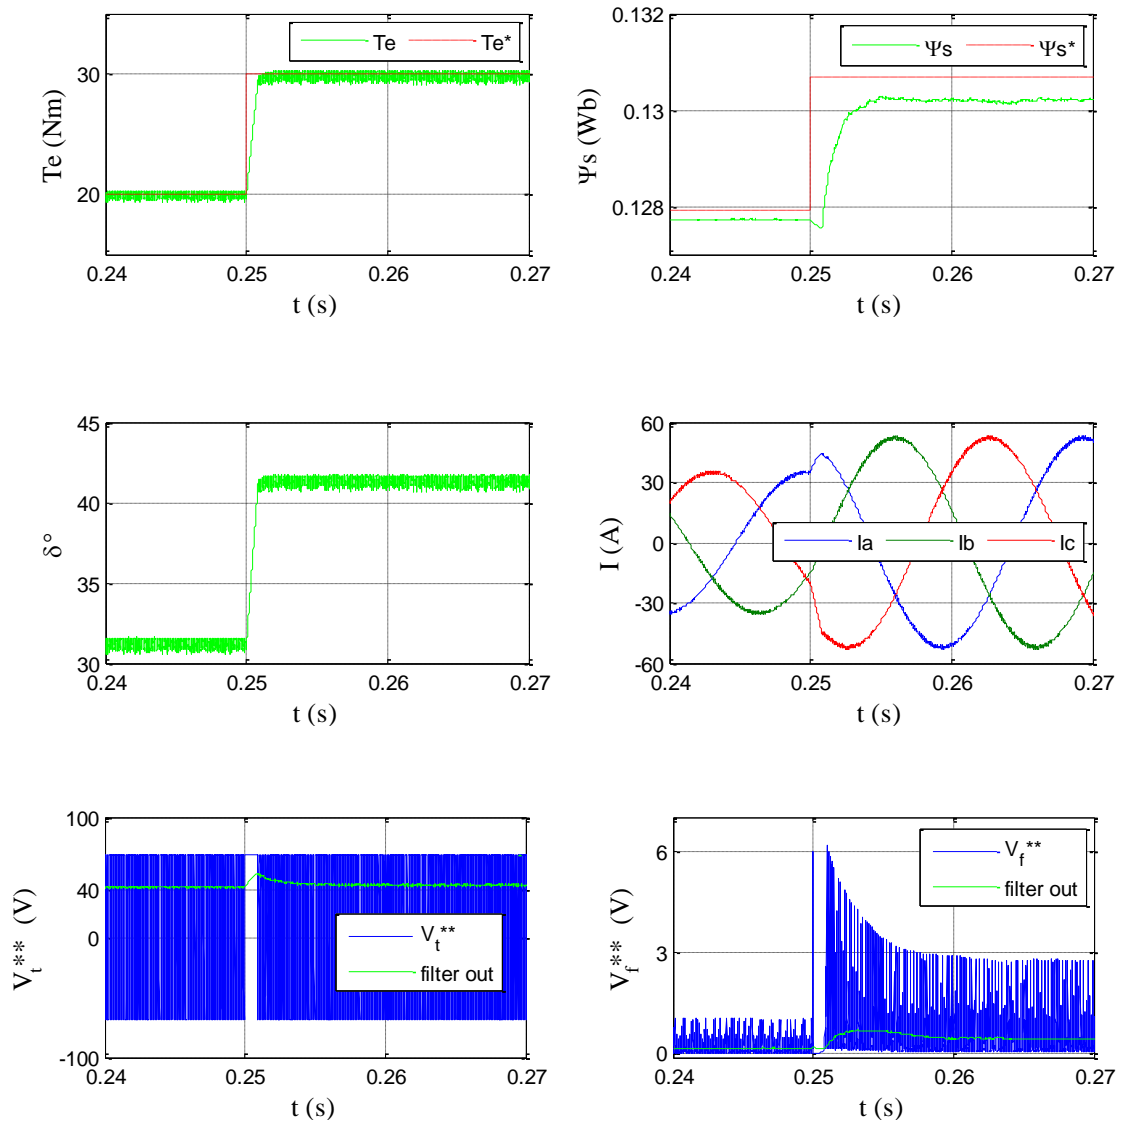 Te (Nm)
30
20
Te Te*
0.24 0.25 0.26 0.27
t (s)
Ψs (Wb)
0.132
0.13
0.128
Ψs Ψs*
0.24 0.25 0.26 0.27
t (s)
δ°
45
40
35
30
0.24 0.25 0.26 0.27
t (s)
I (A)
60
30
0
-30
-60
Ia Ib Ic
0.24 0.25 0.26 0.27
t (s)
Vt** (V)
100
40
0
-100
Vt**
filter out
0.24 0.25 0.26 0.27
t (s)
Vf** (V)
6
3
0
Vf**
filter out
0.24 0.25 0.26 0.27
t (s)